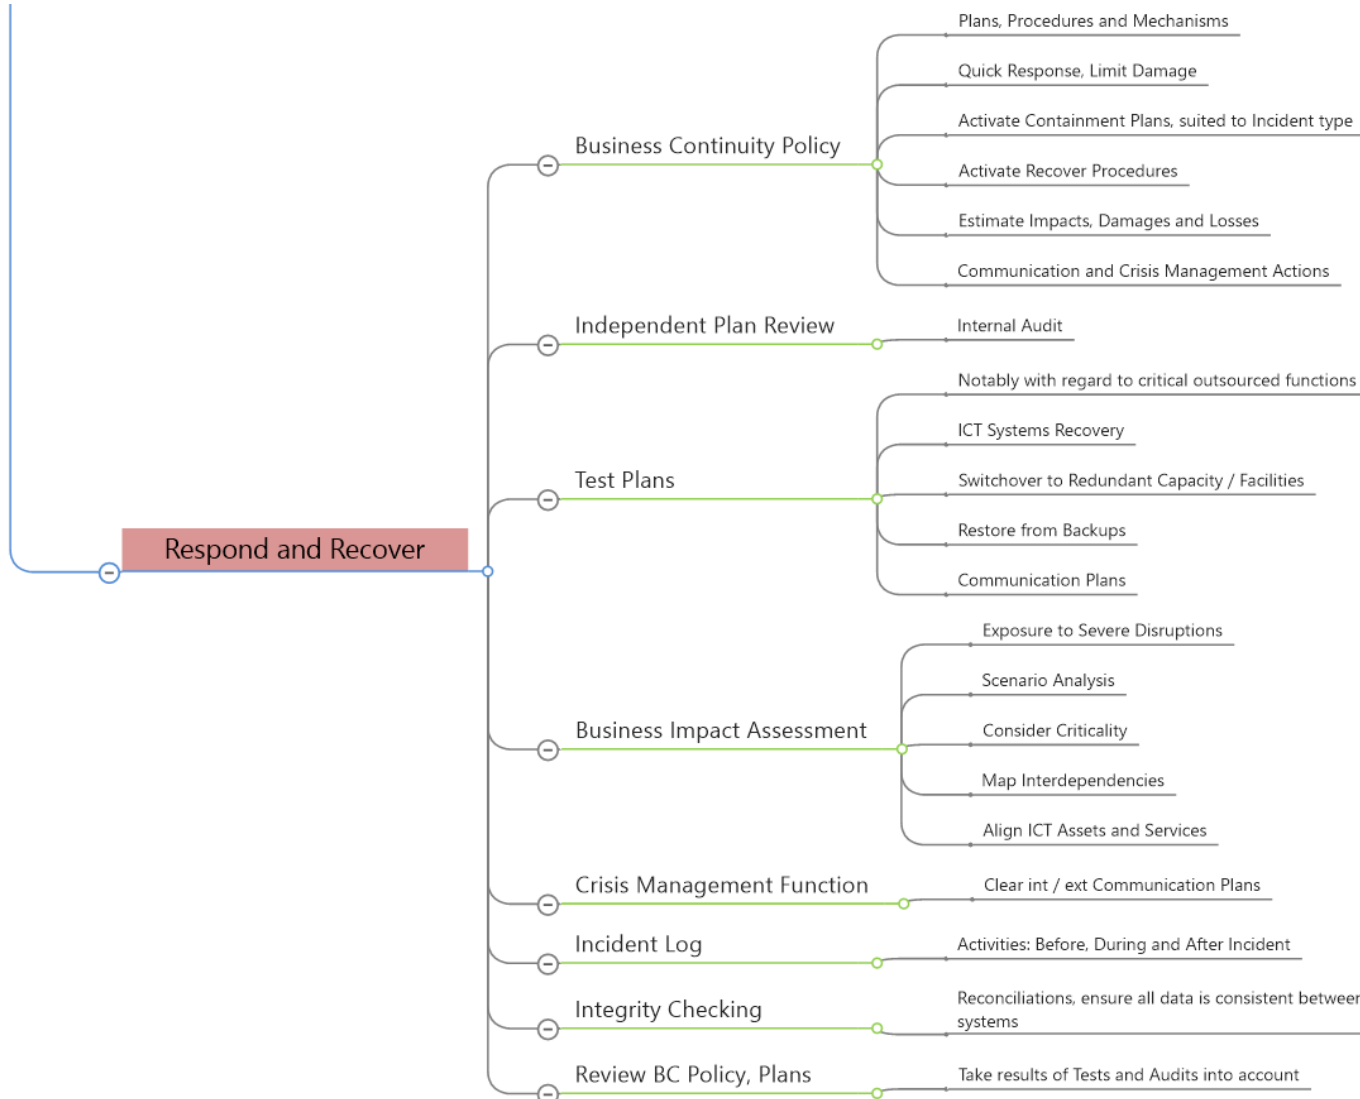 Respond and Recover
Business Continuity Policy
Plans, Procedures and Mechanisms
Quick Response, Limit Damage
Activate Containment Plans, suited to Incident type
Activate Recover Procedures
Estimate Impacts, Damages and Losses
Communication and Crisis Management Actions
Independent Plan Review
Internal Audit
Test Plans
Notably with regard to critical outsourced functions
ICT Systems Recovery
Switchover to Redundant Capacity / Facilities
Restore from Backups
Communication Plans
Business Impact Assessment
Exposure to Severe Disruptions
Scenario Analysis
Consider Criticality
Map Interdependencies
Align ICT Assets and Services
Crisis Management Function
Clear int / ext Communication Plans
Incident Log
Activities: Before, During and After Incident
Integrity Checking
Reconciliations, ensure all data is consistent between
systems
Review BC Policy, Plans
Take results of Tests and Audits into account